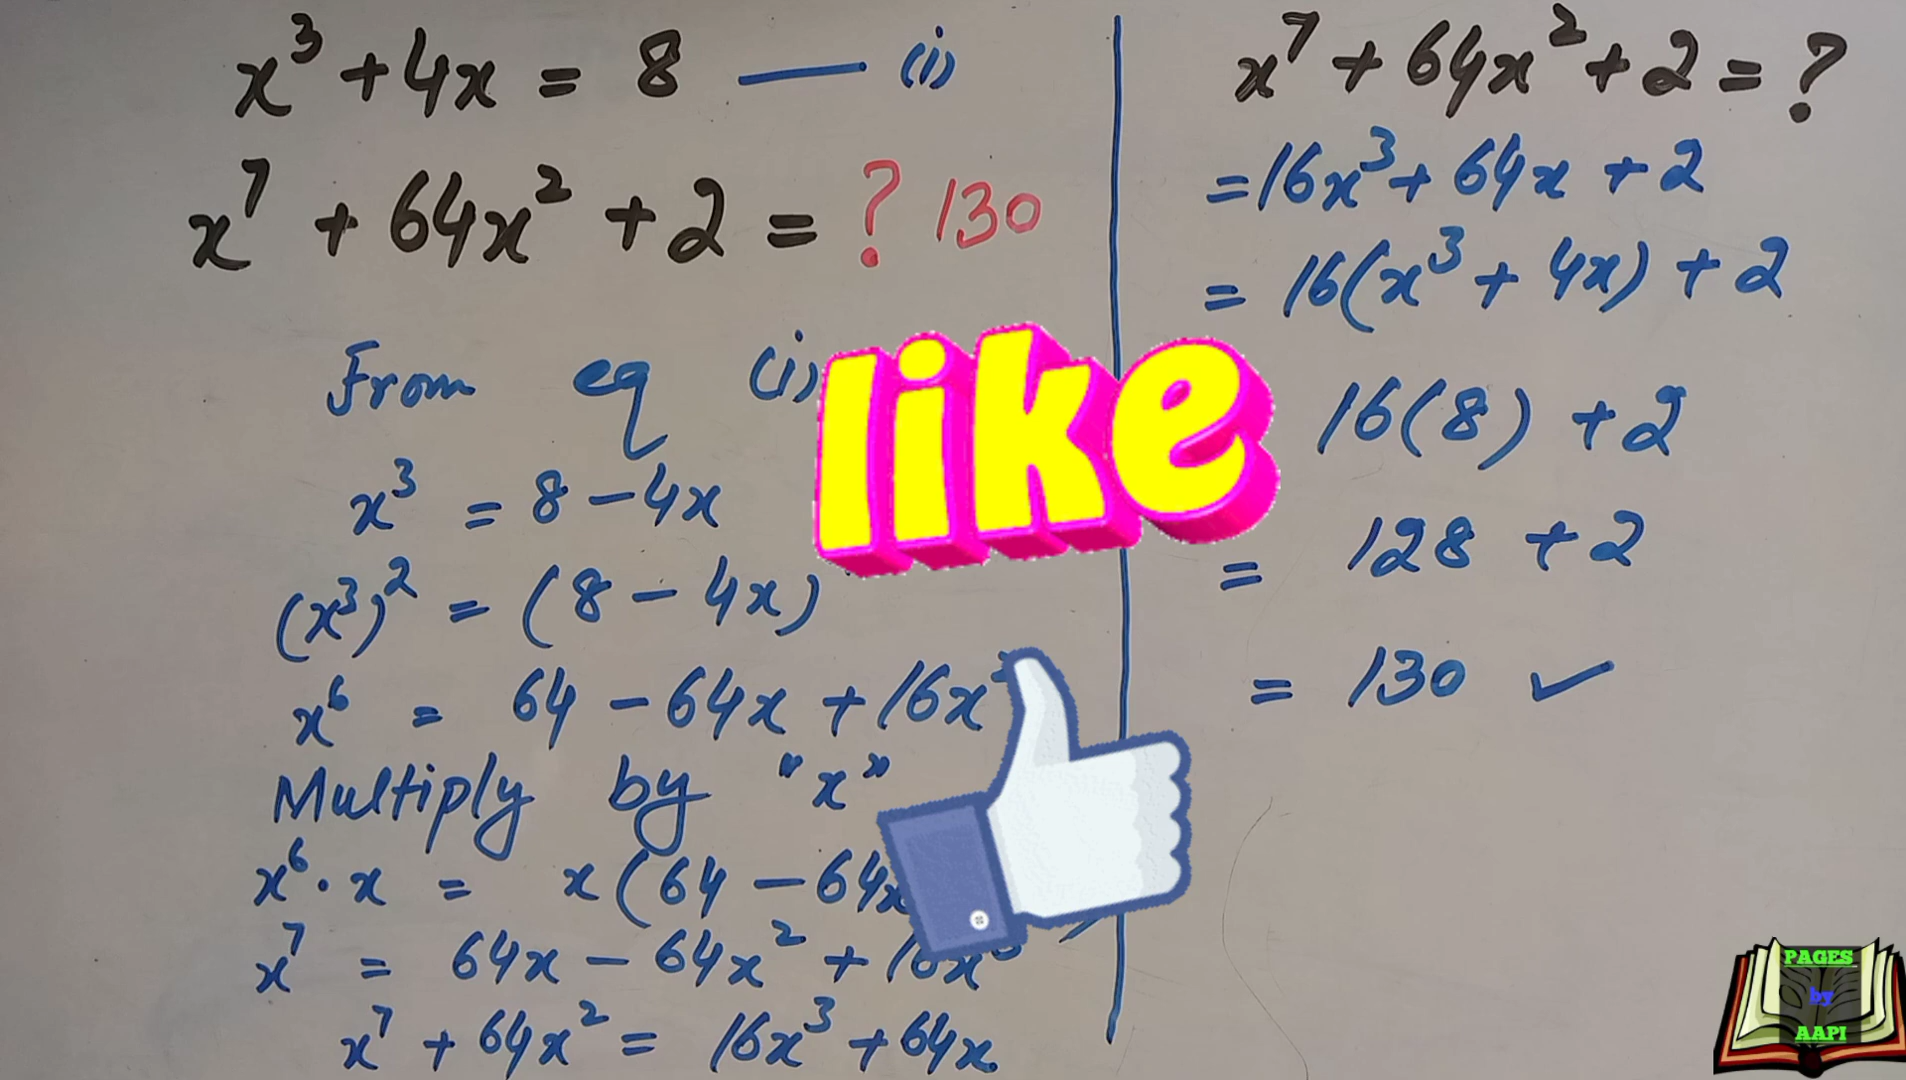 x³ + 4x = 8 — (i)
x⁷ + 64x² + 2 = ? 130
From eq (i)
x³ = 8 - 4x
(x³)² = (8 - 4x)
x⁶ = 64 - 64x + 16x
Multiply by "x"
x⁶ · x = x(64 - 64x
x⁷ = 64x - 64x² + 16x³
x⁷ + 64x² = 16x³ + 64x
x⁷ + 64x² + 2 = ?
= 16x³ + 64x + 2
= 16(x³ + 4x) + 2
16(8) + 2
= 128 + 2
= 130 ✓
like
PAGES
by
AAPI